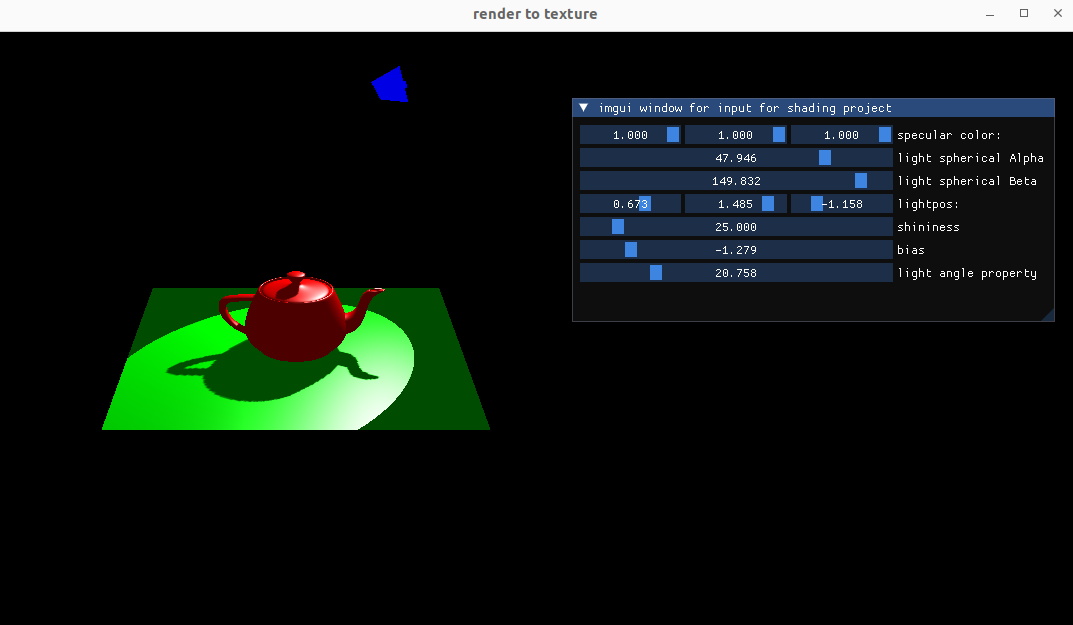 render to texture
imgui window for input for shading project
1.000 1.000 1.000 specular color:
47.946 light spherical Alpha
149.832 light spherical Beta
0.673 1.485 -1.158 lightpos:
25.000 shininess
-1.279 bias
20.758 light angle property